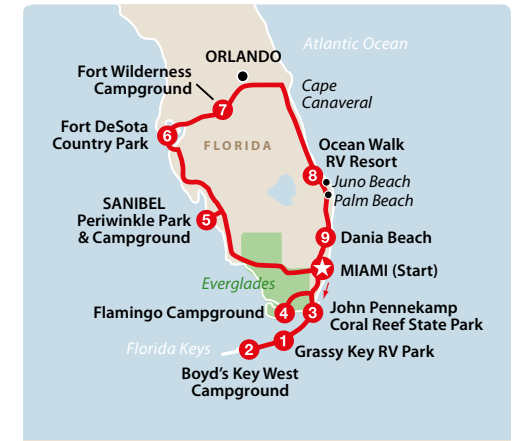 Atlantic Ocean
ORLANDO
Fort Wilderness
Campground
Cape
Canaveral
7
Fort DeSota
Country Park
6
FLORIDA
Ocean Walk
RV Resort
8
Juno Beach
Palm Beach
SANIBEL
Periwinkle Park
& Campground
5
9
Dania Beach
MIAMI (Start)
Everglades
Flamingo Campground
4
3
John Pennekamp
Coral Reef State Park
Florida Keys
2
1
Grassy Key RV Park
Boyd's Key West
Campground